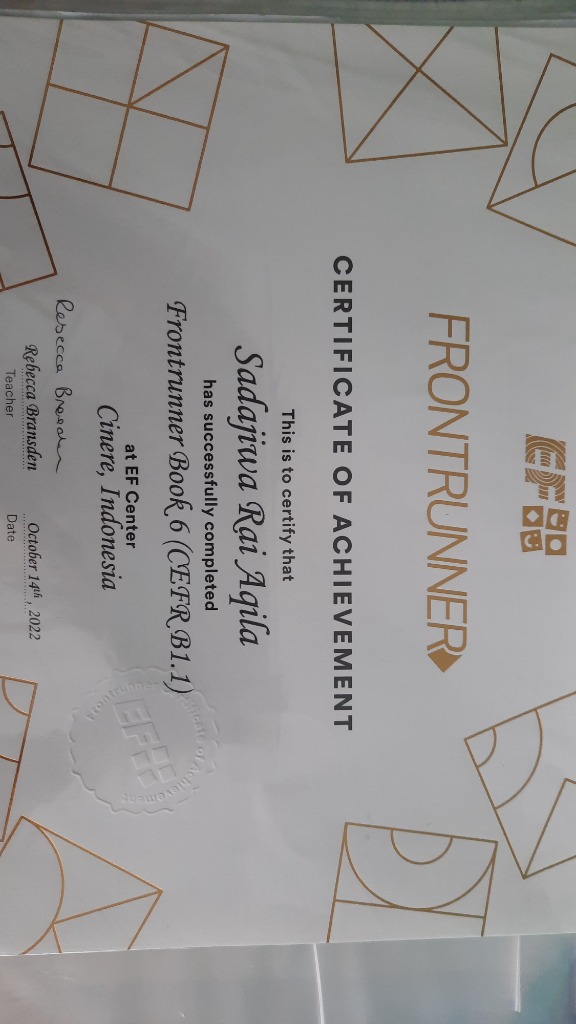 EF
FRONTRUNNER
CERTIFICATE OF ACHIEVEMENT
This is to certify that
Sadajiwa Rai Aqila
has successfully completed
Frontrunner Book 6 (CEFR B1.1)
at EF Center
Cinere, Indonesia
Rebecca Bransden
Rebecca Bransden
October 14th, 2022
Teacher
Date
Frontrunner Certificate of Achievement
EF